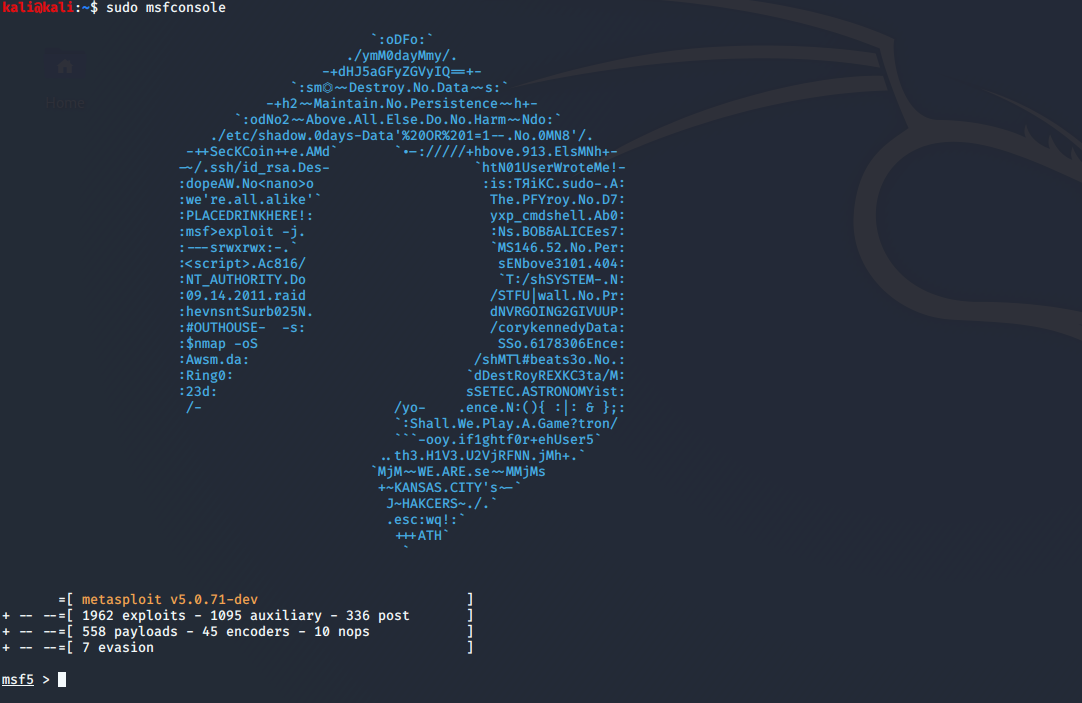 kali@kali:~$ sudo msfconsole
Home
`:oDFo:`
./ymM0dayMmy/.
-+dHJ5aGFyZGVyIQ==+-
`:sm⏣~~Destroy.No.Data~~s:`
-+h2~~Maintain.No.Persistence~~h+-
`:odNo2~~Above.All.Else.Do.No.Harm~~Ndo:`
./etc/shadow.0days-Data'%20OR%201=1--.No.0MN8'/.
-++SecKCoin++e.AMd` `•-://///+hbove.913.ElsMNh+-
-~/.ssh/id_rsa.Des- `htN01UserWroteMe!-
:dopeAW.No<nano>o :is:TЯiKC.sudo-.A:
:we're.all.alike'` The.PFYroy.No.D7:
:PLACEDRINKHERE!: yxp_cmdshell.Ab0:
:msf>exploit -j. :Ns.BOB&ALICEes7:
:---srwxrwx:-.` `MS146.52.No.Per:
:<script>.Ac816/ sENbove3101.404:
:NT_AUTHORITY.Do `T:/shSYSTEM-.N:
:09.14.2011.raid /STFU|wall.No.Pr:
:hevnsntSurb025N. dNVRGOING2GIVUUP:
:#OUTHOUSE-  -s: /corykennedyData:
:$nmap -oS SSo.6178306Ence:
:Awsm.da: /shMTl#beats3o.No.:
:Ring0: `dDestRoyREXKC3ta/M:
:23d: sSETEC.ASTRONOMYist:
/- /yo- .ence.N:(){ :|: & };:
`:Shall.We.Play.A.Game?tron/
```-ooy.if1ghtf0r+ehUser5`
..th3.H1V3.U2VjRFNN.jMh+.`
`MjM~~WE.ARE.se~~MMjMs
+~KANSAS.CITY's~-`
J~HAKCERS~./.`
.esc:wq!:`
+++ATH`
`
=[ metasploit v5.0.71-dev ]
+ -- --=[ 1962 exploits - 1095 auxiliary - 336 post ]
+ -- --=[ 558 payloads - 45 encoders - 10 nops ]
+ -- --=[ 7 evasion ]
msf5 >